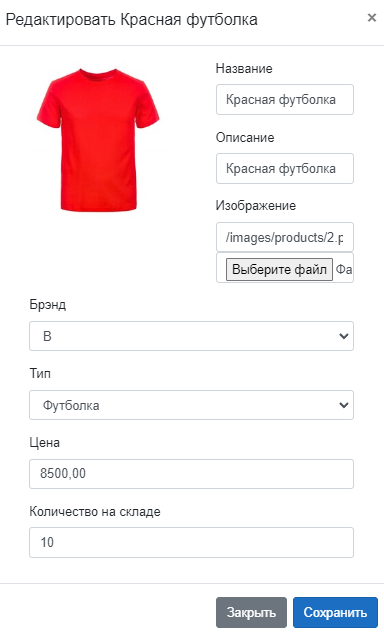 Редактировать Красная футболка
×
Название
Красная футболка
Описание
Красная футболка
Изображение
/images/products/2.p
Выберите файл Фа
Брэнд
B
Тип
Футболка
Цена
8500,00
Количество на складе
10
Закрыть Сохранить